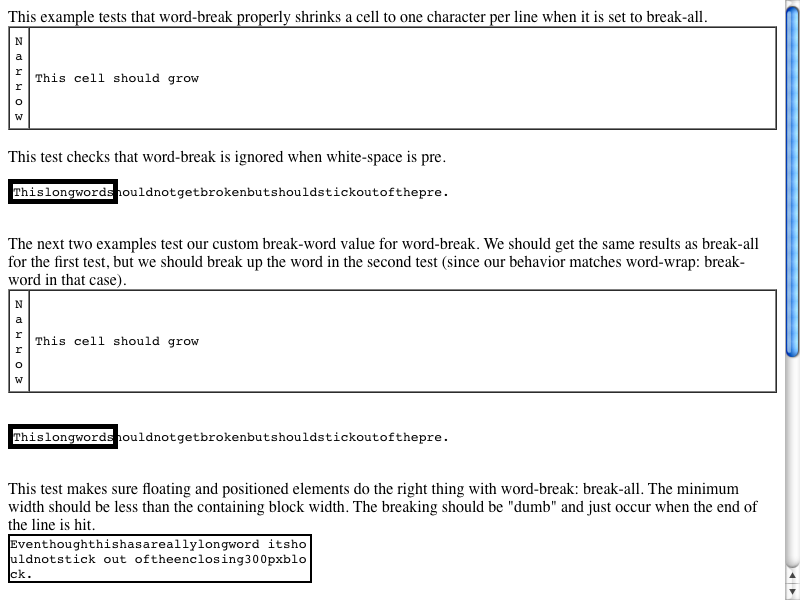 This example tests that word-break properly shrinks a cell to one character per line when it is set to break-all.
N
a
r
r
o
w
This cell should grow
This test checks that word-break is ignored when white-space is pre.
Thislongwordshouldnotgetbrokenbutshouldstickoutofthepre.
The next two examples test our custom break-word value for word-break. We should get the same results as break-all
for the first test, but we should break up the word in the second test (since our behavior matches word-wrap: break-
word in that case).
N
a
r
r
o
w
This cell should grow
Thislongwordshouldnotgetbrokenbutshouldstickoutofthepre.
This test makes sure floating and positioned elements do the right thing with word-break: break-all. The minimum
width should be less than the containing block width. The breaking should be "dumb" and just occur when the end of
the line is hit.
Eventhoughthishasareallylongword itsho
uldnotstick out oftheenclosing300pxblo
ck.